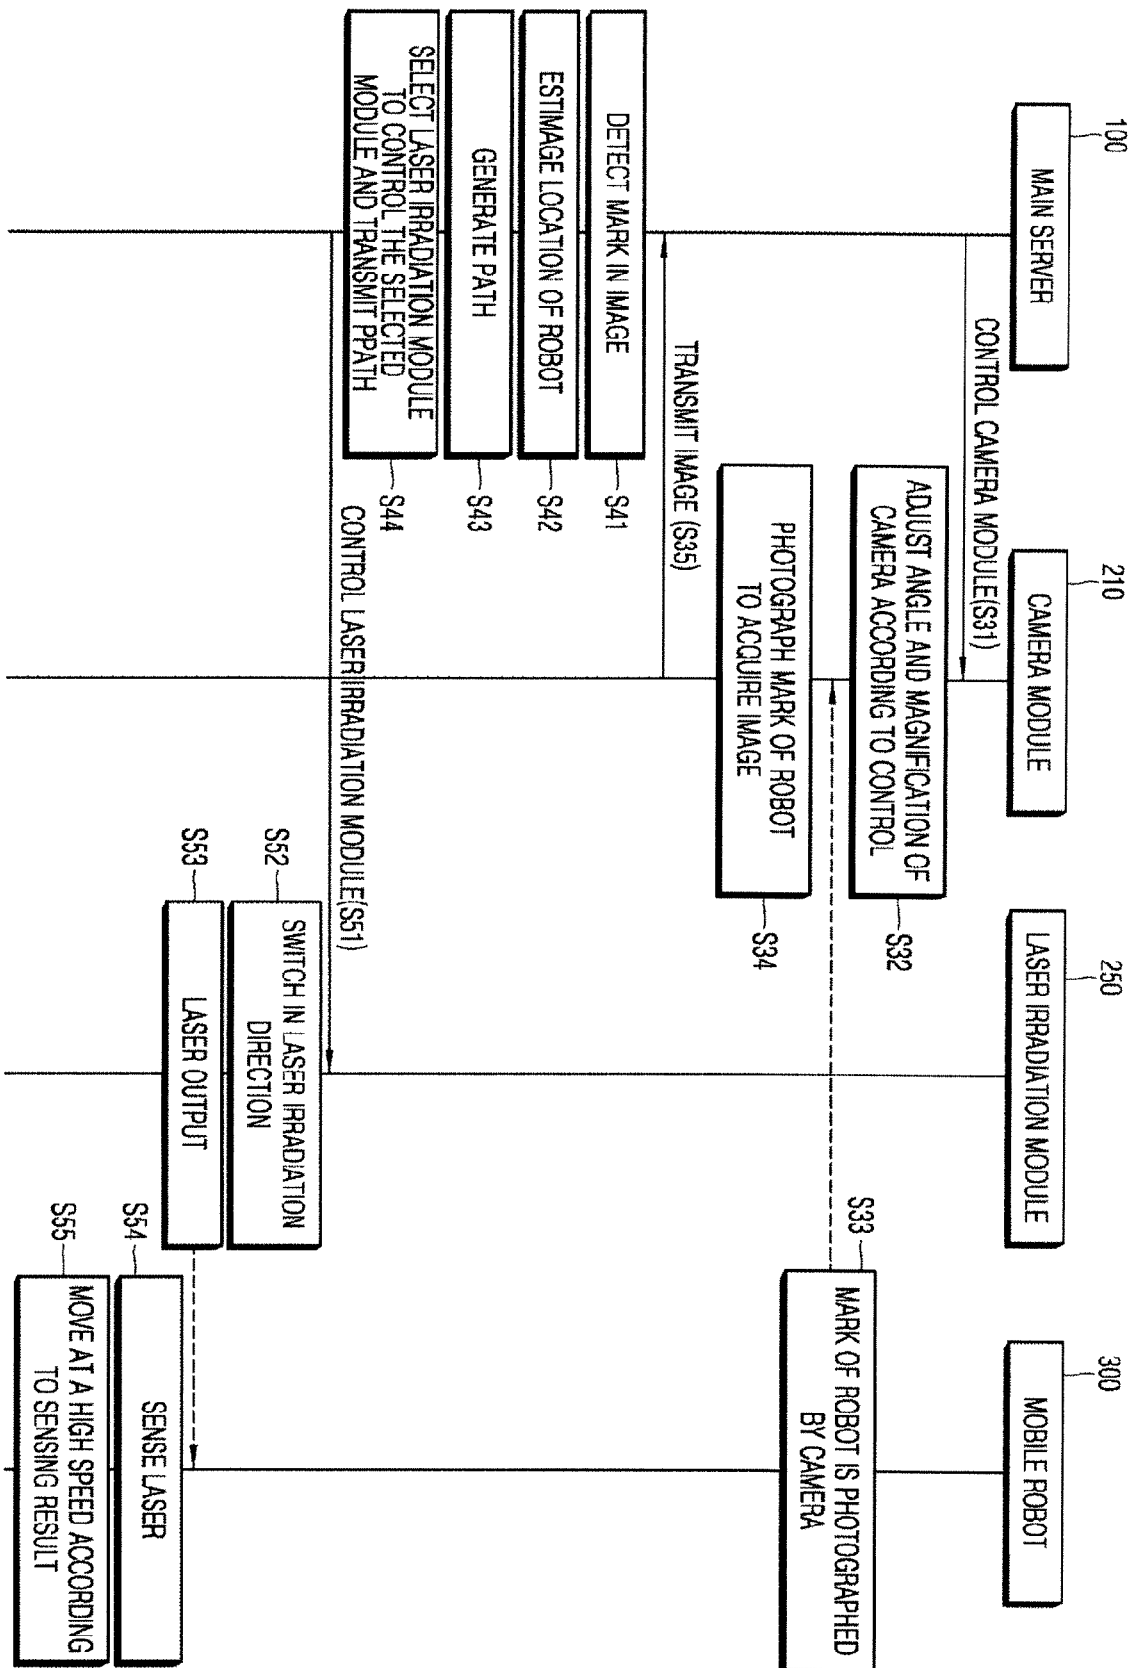 100
MAIN SERVER
210
CAMERA MODULE
250
LASER IRRADIATION MODULE
300
MOBILE ROBOT
CONTROL CAMERA MODULE(S31)
ADJUST ANGLE AND MAGNIFICATION OF
CAMERA ACCORDING TO CONTROL
S32
S33
MARK OF ROBOT IS PHOTOGRAPHED
BY CAMERA
PHOTOGRAPH MARK OF ROBOT
TO ACQUIRE IMAGE
S34
TRANSMIT IMAGE (S35)
DETECT MARK IN IMAGE
S41
ESTIMAGE LOCATION OF ROBOT
S42
GENERATE PATH
S43
SELECT LASER IRRADIATION MODULE
TO CONTROL THE SELECTED
MODULE AND TRANSMIT PPATH
S44
CONTROL LASER IRRADIATION MODULE(S51)
S52
SWITCH IN LASER IRRADIATION
DIRECTION
S53
LASER OUTPUT
S54
SENSE LASER
S55
MOVE AT A HIGH SPEED ACCORDING
TO SENSING RESULT